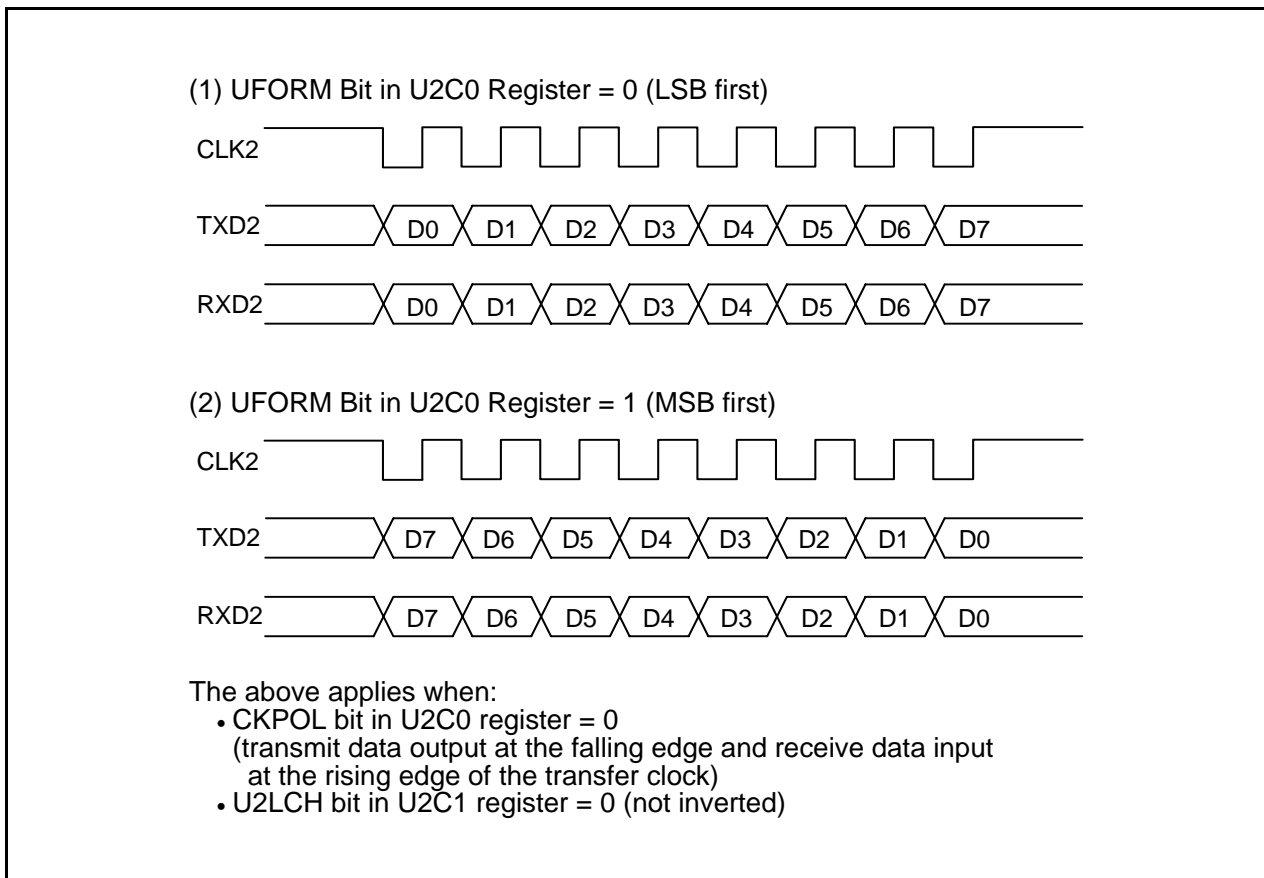 (1) UFORM Bit in U2C0 Register = 0 (LSB first)
CLK2
TXD2 D0 D1 D2 D3 D4 D5 D6 D7
RXD2 D0 D1 D2 D3 D4 D5 D6 D7
(2) UFORM Bit in U2C0 Register = 1 (MSB first)
CLK2
TXD2 D7 D6 D5 D4 D3 D2 D1 D0
RXD2 D7 D6 D5 D4 D3 D2 D1 D0
The above applies when:
• CKPOL bit in U2C0 register = 0
(transmit data output at the falling edge and receive data input
at the rising edge of the transfer clock)
• U2LCH bit in U2C1 register = 0 (not inverted)